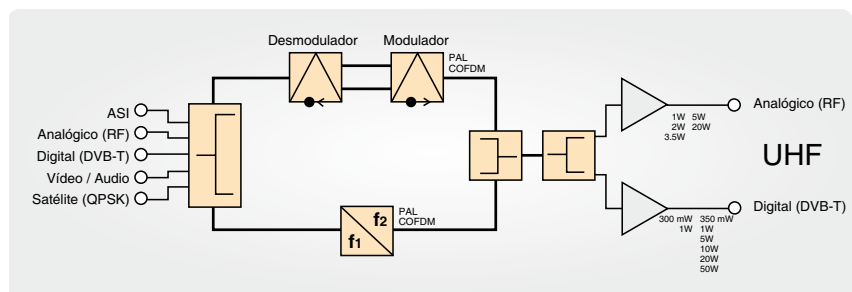 Desmodulador
Modulador
PAL
COFDM
ASI
Analógico (RF)
Digital (DVB-T)
Vídeo / Audio
Satélite (QPSK)
f1
f2
PAL
COFDM
Analógico (RF)
1W 5W
2W 20W
3.5W
UHF
Digital (DVB-T)
300 mW 350 mW
1W 1W
5W
10W
20W
50W